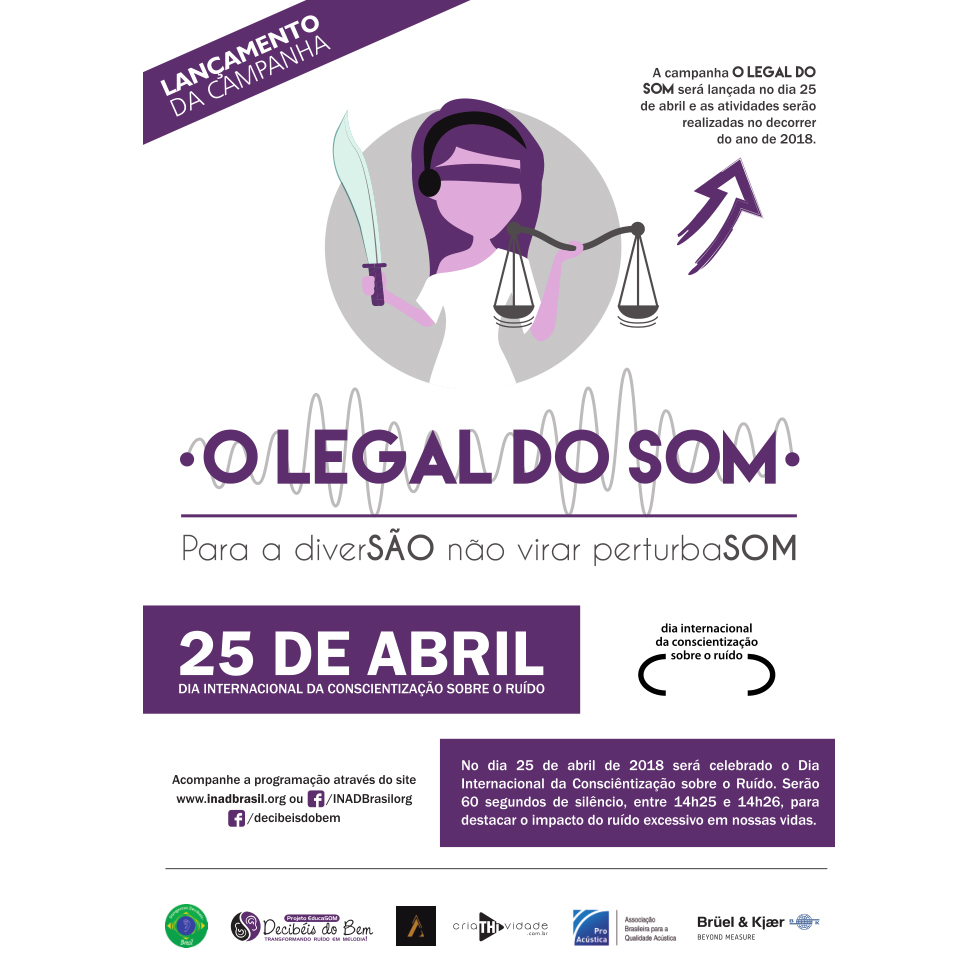 LANÇAMENTO
DA CAMPANHA
A campanha O LEGAL DO
SOM será lançada no dia 25
de abril e as atividades serão
realizadas no decorrer
do ano de 2018.
O LEGAL DO SOM
Para a diverSÃO não virar perturbaSOM
25 DE ABRIL
DIA INTERNACIONAL DA CONSCIENTIZAÇÃO SOBRE O RUÍDO
dia internacional
da conscientização
sobre o ruído
No dia 25 de abril de 2018 será celebrado o Dia
Internacional da Consciêntização sobre o Ruído. Serão
60 segundos de silêncio, entre 14h25 e 14h26, para
destacar o impacto do ruído excessivo em nossas vidas.
Acompanhe a programação através do site
www.inadbrasil.org ou f/INADBrasilorg
f/decibeisdobem
Brasil
Projeto EducaSOM
Decibéis do Bem
TRANSFORMANDO RUÍDO EM MELODIA!
criaTHividade
.com.br
Pro
Acústica
Associação
Brasileira para a
Qualidade Acústica
Brüel & Kjær
BEYOND MEASURE